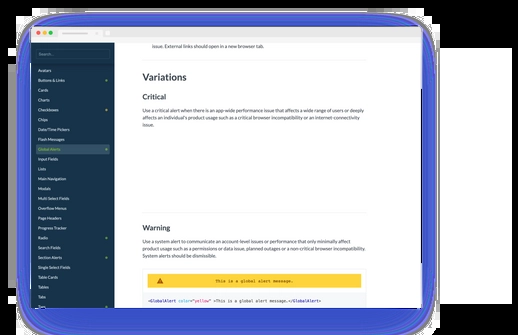 issue. External links should open in a new browser tab.
Search...
Variations
Avatars
Buttons & Links
Cards
Charts
Checkboxes
Chips
Date/Time Pickers
Flash Messages
Global Alerts
Input Fields
Lists
Main Navigation
Modals
Multi Select Fields
Overflow Menus
Page Headers
Progress Tracker
Radio
Search Fields
Section Alerts
Single Select Fields
Table Cards
Tables
Tabs
Critical
Use a critical alert when there is an app-wide performance issue that affects a wide range of users or deeply
affects an individual's product usage such as a critical browser incompatibility or an internet-connectivity
issue.
Warning
Use a system alert to communicate an account-level issues or performance that only minimally affect
product usage such as a permissions or data issue, planned outages or a non-critical browser incompatibility.
System alerts should be dismissible.
This is a global alert message.
<GlobalAlert color="yellow" >This is a global alert message.</GlobalAlert>